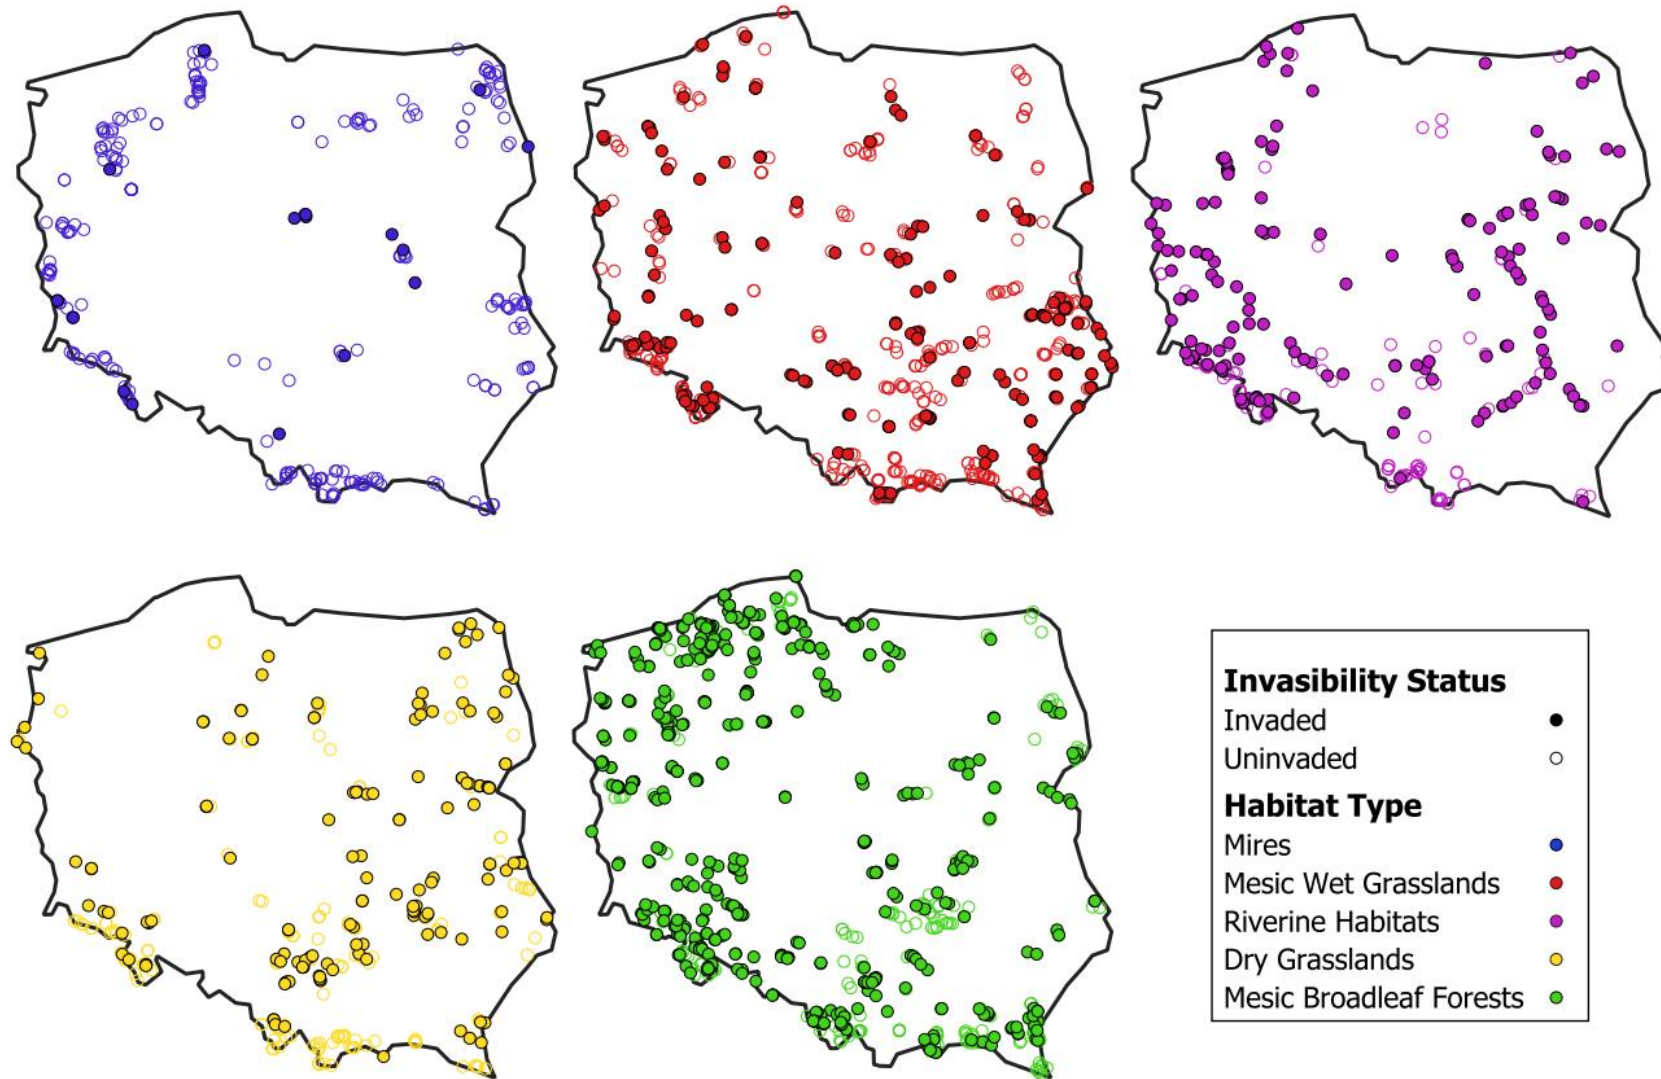 Invasibility Status
Invaded
Uninvaded
Habitat Type
Mires
Mesic Wet Grasslands
Riverine Habitats
Dry Grasslands
Mesic Broadleaf Forests